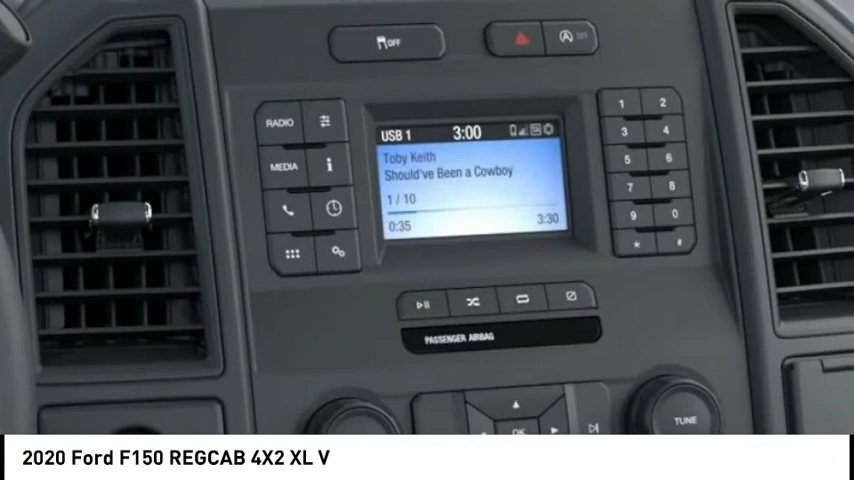 OFF
OFF
RADIO
MEDIA
USB 1 3:00
Toby Keith
Should've Been a Cowboy
1 / 10
0:35 3:30
1 2
3 4
5 6
7 8
9 0
* #
PASSENGER AIRBAG
OK
TUNE
2020 Ford F150 REGCAB 4X2 XL V